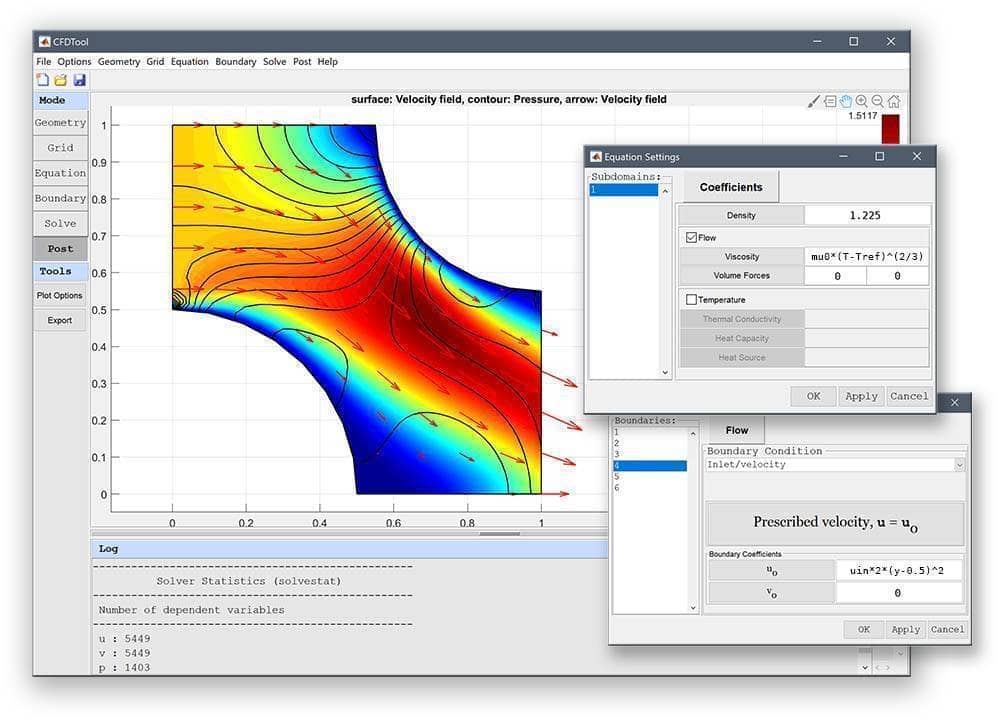 CFDTool
File Options Geometry Grid Equation Boundary Solve Post Help
Mode
Geometry
Grid
Equation
Boundary
Solve
Post
Tools
Plot Options
Export
surface: Velocity field, contour: Pressure, arrow: Velocity field
1.5117
1
0.9
0.8
0.7
0.6
0.5
0.4
0.3
0.2
0.1
0
0 0.2 0.4 0.6 0.8 1
Log
Solver Statistics (solvestat)
Number of dependent variables
u : 5449
v : 5449
p : 1403
Equation Settings
Subdomains:
1
Coefficients
Density 1.225
Flow
Viscosity mu0*(T-Tref)^(2/3)
Volume Forces 0 0
Temperature
Thermal Conductivity
Heat Capacity
Heat Source
OK Apply Cancel
Boundaries:
1
2
3
4
5
6
Flow
Boundary Condition
Inlet/velocity
Prescribed velocity, u = u₀
Boundary Coefficients
u₀ uin*2*(y-0.5)^2
v₀ 0
OK Apply Cancel